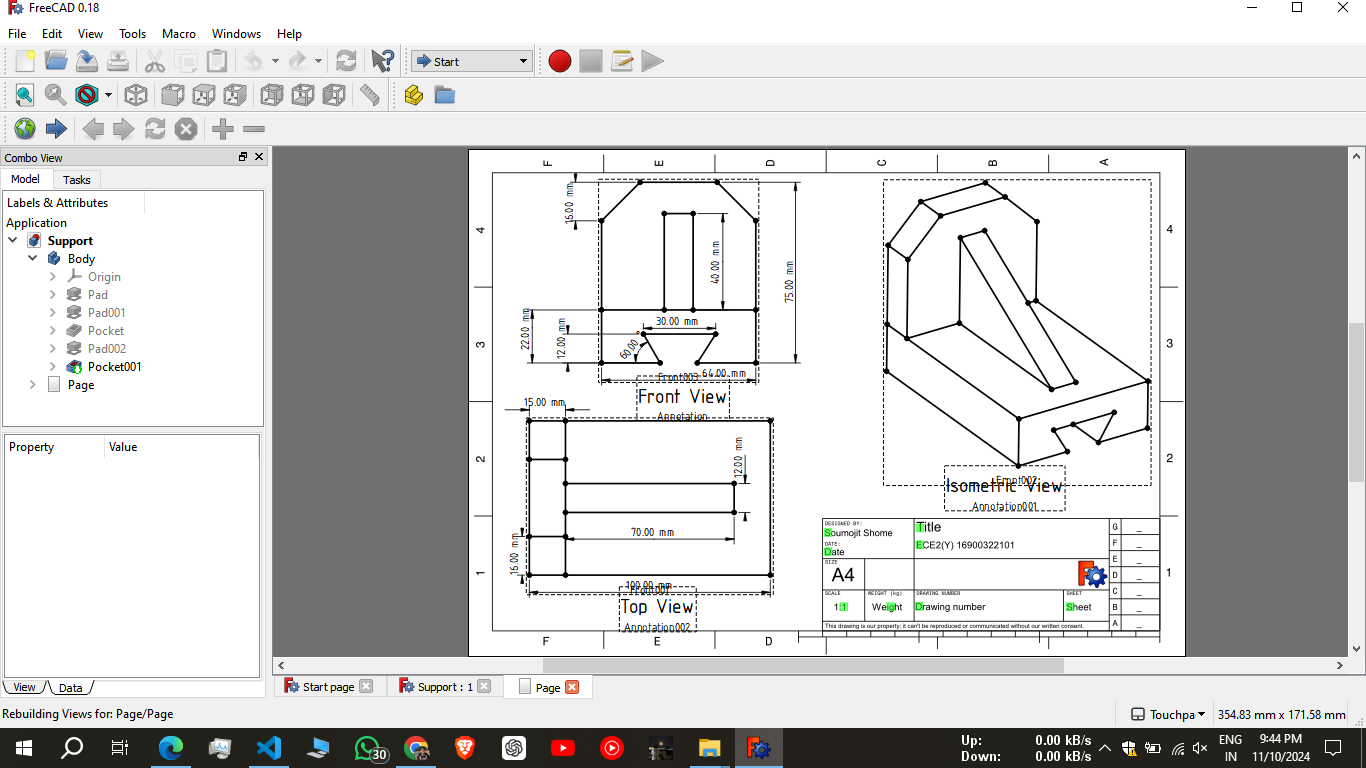 FreeCAD 0.18
File Edit View Tools Macro Windows Help
Start
Combo View
Model Tasks
Labels & Attributes
Application
Support
Body
Origin
Pad
Pad001
Pocket
Pad002
Pocket001
Page
Property Value
View Data
F E D C B A
4 4
3 3
2 2
1 1
F E D
16.00 mm
40.00 mm
75.00 mm
22.00 mm
12.00 mm
30.00 mm
60.00 °
64.00 mm
Front003
Front View
Annotation
15.00 mm
12.00 mm
70.00 mm
16.00 mm
100.00 mm
Front001
Top View
Annotation002
Front002
Isometric View
Annotation001
DESIGNED BY:
Soumojit Shome
DATE:
Date
Title
ECE2(Y) 16900322101
SIZE
A4
SCALE
1:1
WEIGHT (kg)
Weight
DRAWING NUMBER
Drawing number
SHEET
Sheet
G _
F _
E _
D _
C _
B _
A _
This drawing is our property; it can't be reproduced or communicated without our written consent.
Start page Support : 1 Page
Rebuilding Views for: Page/Page
Touchpa 354.83 mm x 171.58 mm
30
Up: 0.00 kB/s
Down: 0.00 kB/s
ENG
IN
9:44 PM
11/10/2024